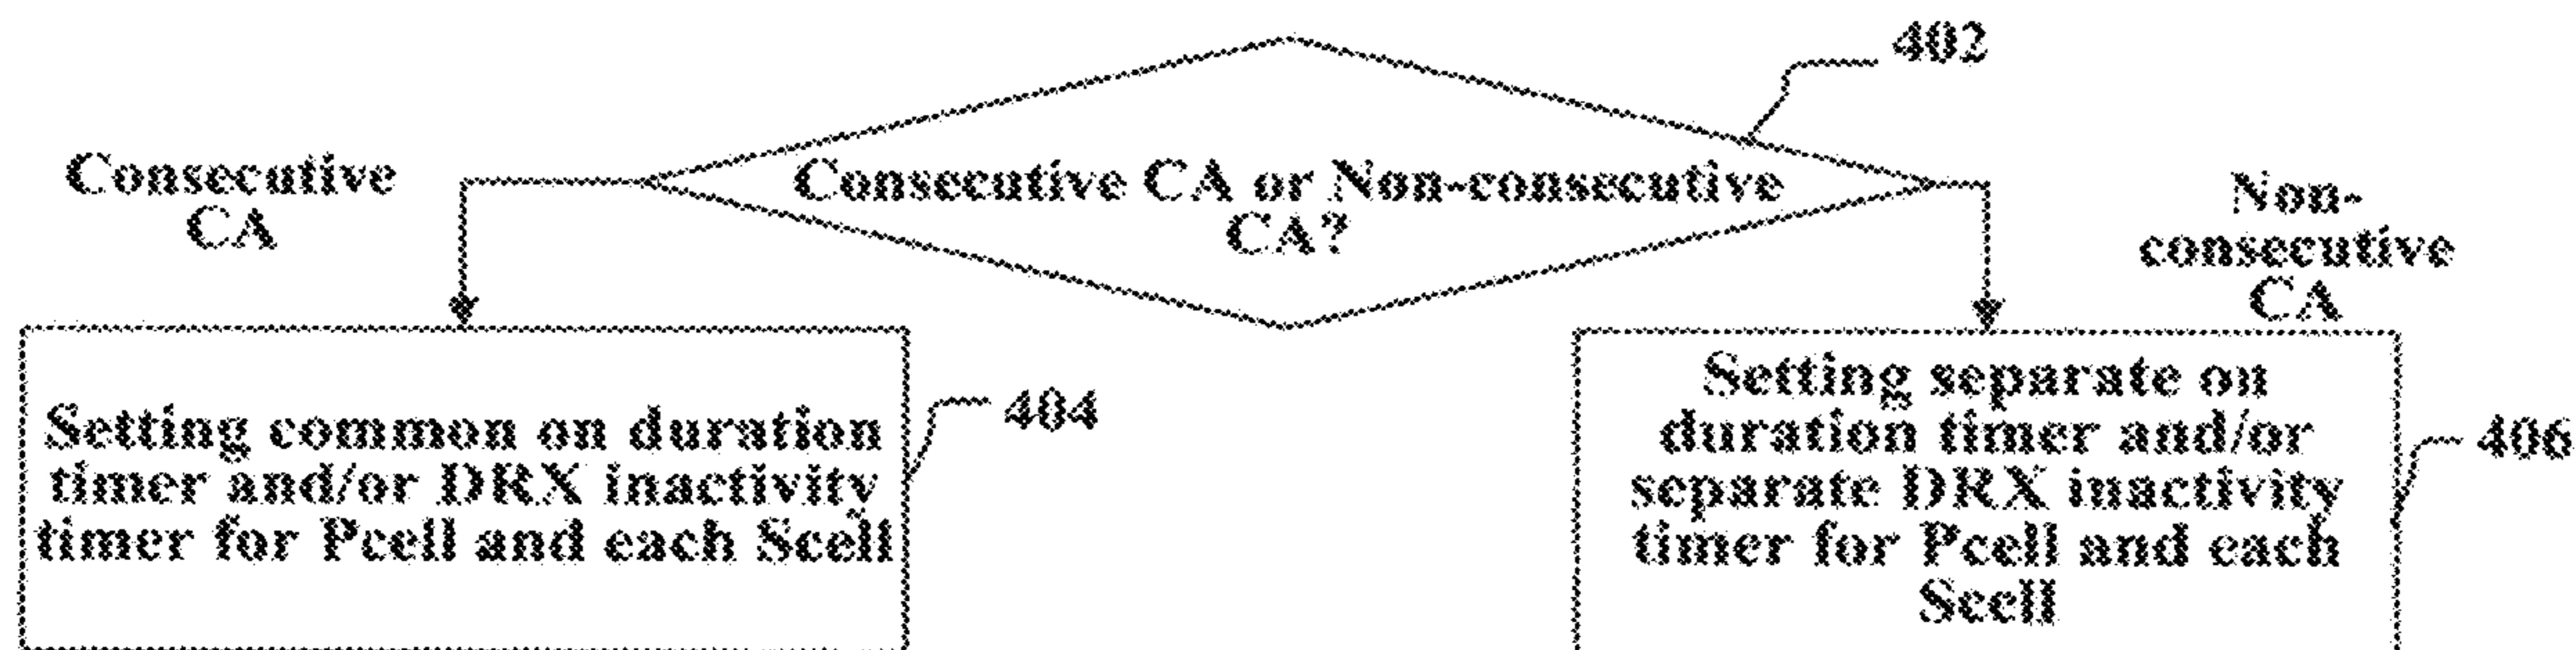 402
Consecutive
CA
Consecutive CA or Non-consecutive
CA?
Non-
consecutive
CA
Setting common on duration
timer and/or DRX inactivity
timer for Pcell and each Scell
404
Setting separate on
duration timer and/or
separate DRX inactivity
timer for Pcell and each
Scell
406